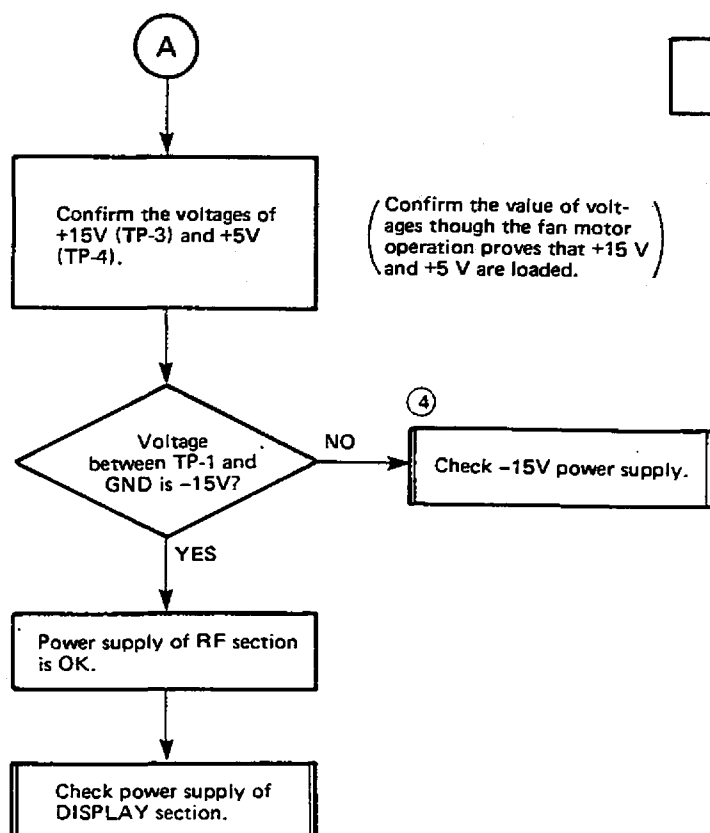 A
Confirm the voltages of
+15V (TP-3) and +5V
(TP-4).
(Confirm the value of volt-
ages though the fan motor
operation proves that +15 V
and +5 V are loaded.)
Voltage
between TP-1 and
GND is -15V?
NO
4
Check -15V power supply.
YES
Power supply of RF section
is OK.
Check power supply of
DISPLAY section.